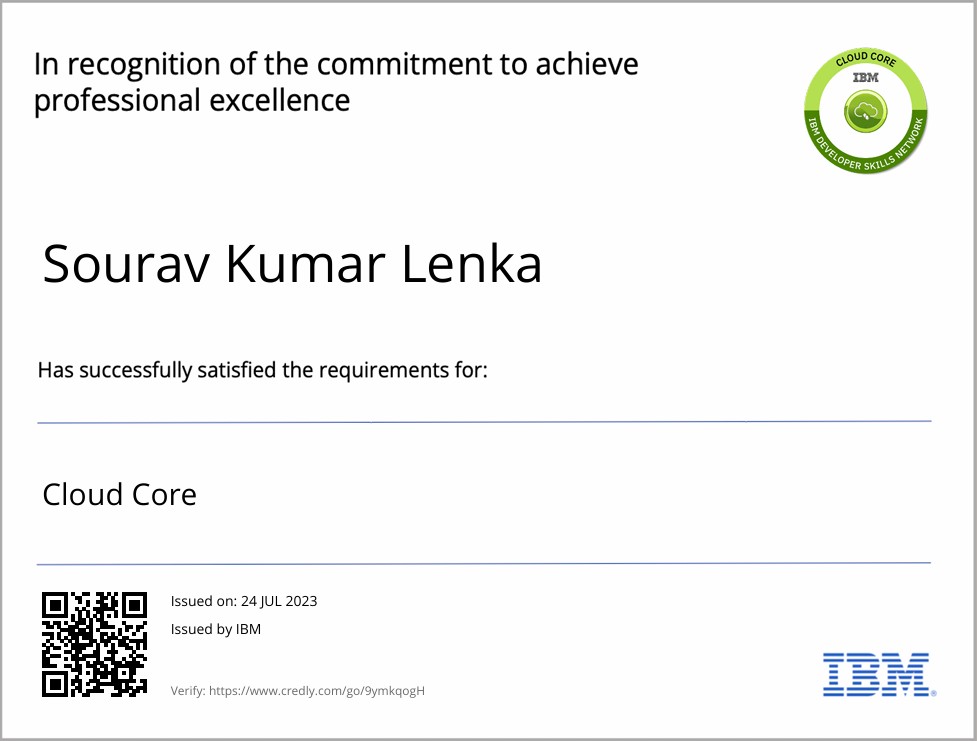 In recognition of the commitment to achieve
professional excellence
CLOUD CORE
IBM
IBM DEVELOPER SKILLS NETWORK
Sourav Kumar Lenka
Has successfully satisfied the requirements for:
Cloud Core
Issued on: 24 JUL 2023
Issued by IBM
Verify: https://www.credly.com/go/9ymkqogH
IBM®